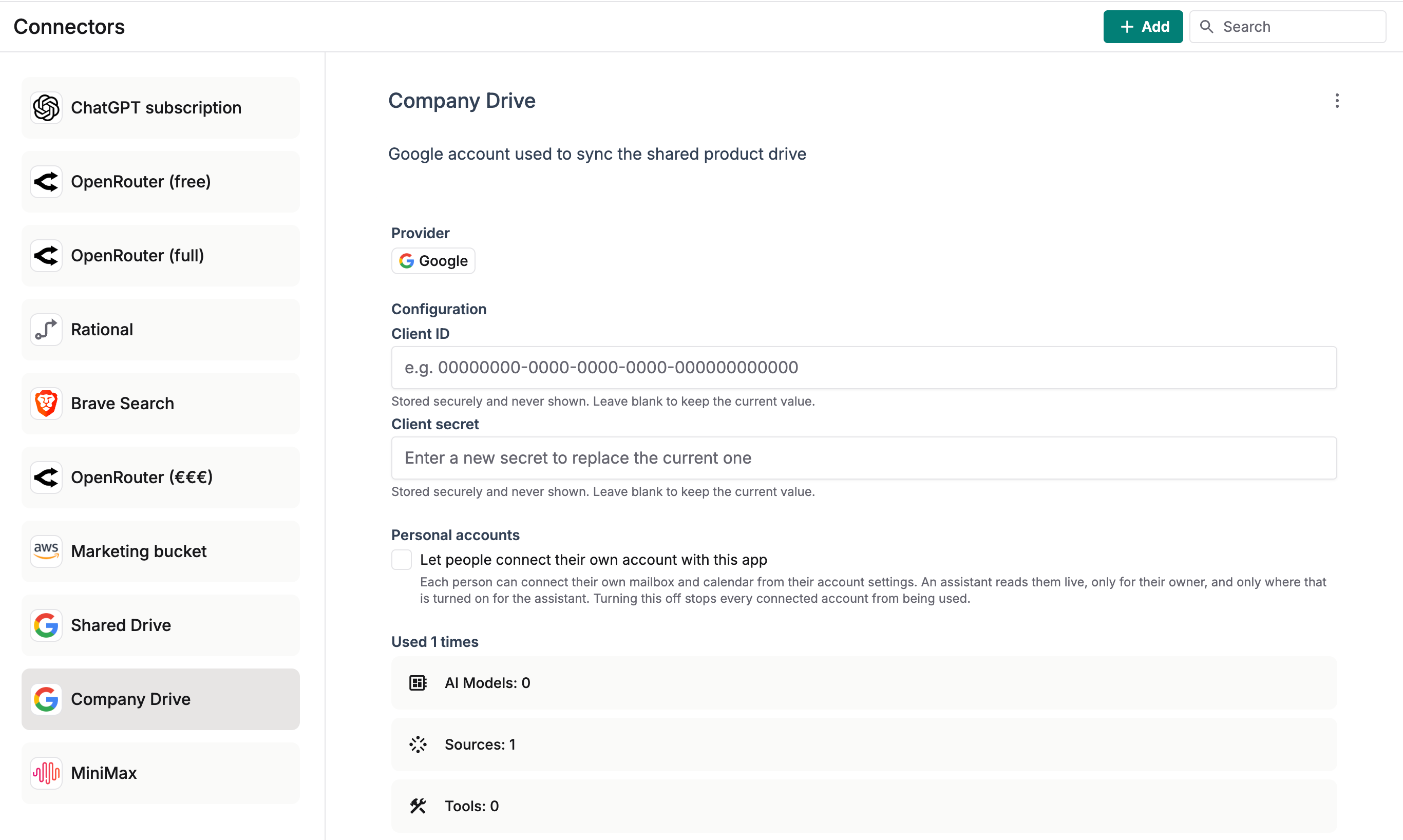 Connectors
Add
Search
ChatGPT subscription
OpenRouter (free)
OpenRouter (full)
Rational
Brave Search
OpenRouter (€€€)
aws
Marketing bucket
Shared Drive
Company Drive
MiniMax
Company Drive
Google account used to sync the shared product drive
Provider
Google
Configuration
Client ID
e.g. 00000000-0000-0000-0000-000000000000
Stored securely and never shown. Leave blank to keep the current value.
Client secret
Enter a new secret to replace the current one
Stored securely and never shown. Leave blank to keep the current value.
Personal accounts
Let people connect their own account with this app
Each person can connect their own mailbox and calendar from their account settings. An assistant reads them live, only for their owner, and only where that
is turned on for the assistant. Turning this off stops every connected account from being used.
Used 1 times
AI Models: 0
Sources: 1
Tools: 0